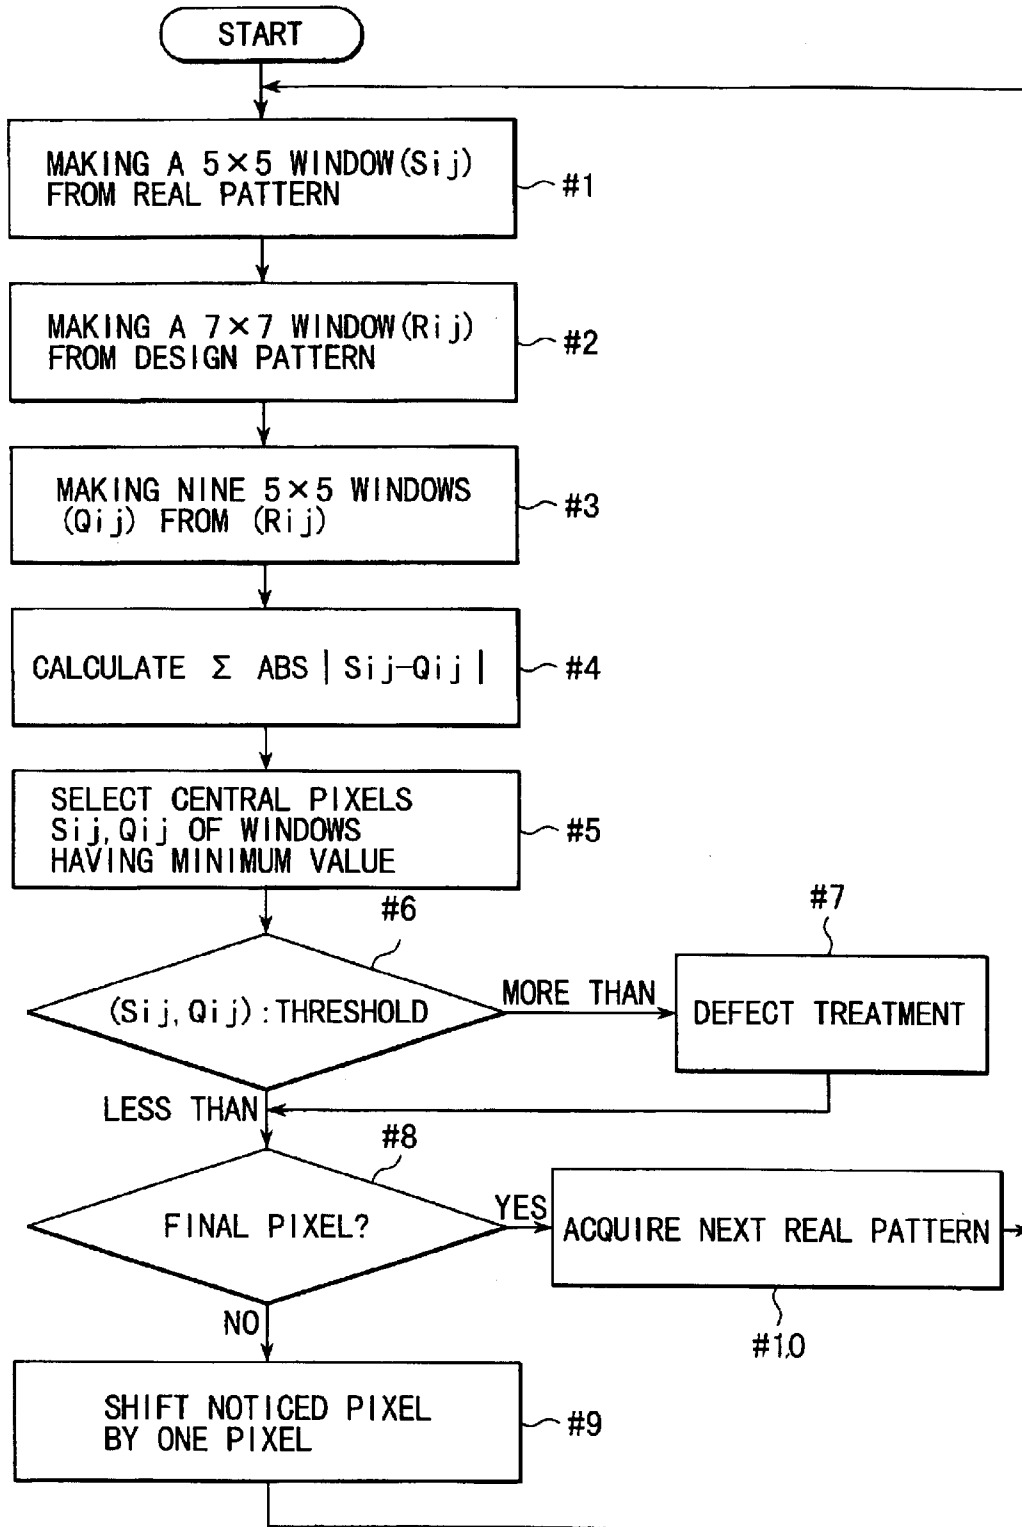 START
MAKING A 5×5 WINDOW(Sij)
FROM REAL PATTERN
#1
MAKING A 7×7 WINDOW(Rij)
FROM DESIGN PATTERN
#2
MAKING NINE 5×5 WINDOWS
(Qij) FROM (Rij)
#3
CALCULATE Σ ABS | Sij-Qij |
#4
SELECT CENTRAL PIXELS
Sij, Qij OF WINDOWS
HAVING MINIMUM VALUE
#5
#6
(Sij, Qij) : THRESHOLD
MORE THAN
#7
DEFECT TREATMENT
LESS THAN
#8
FINAL PIXEL?
YES
ACQUIRE NEXT REAL PATTERN
#10
NO
SHIFT NOTICED PIXEL
BY ONE PIXEL
#9